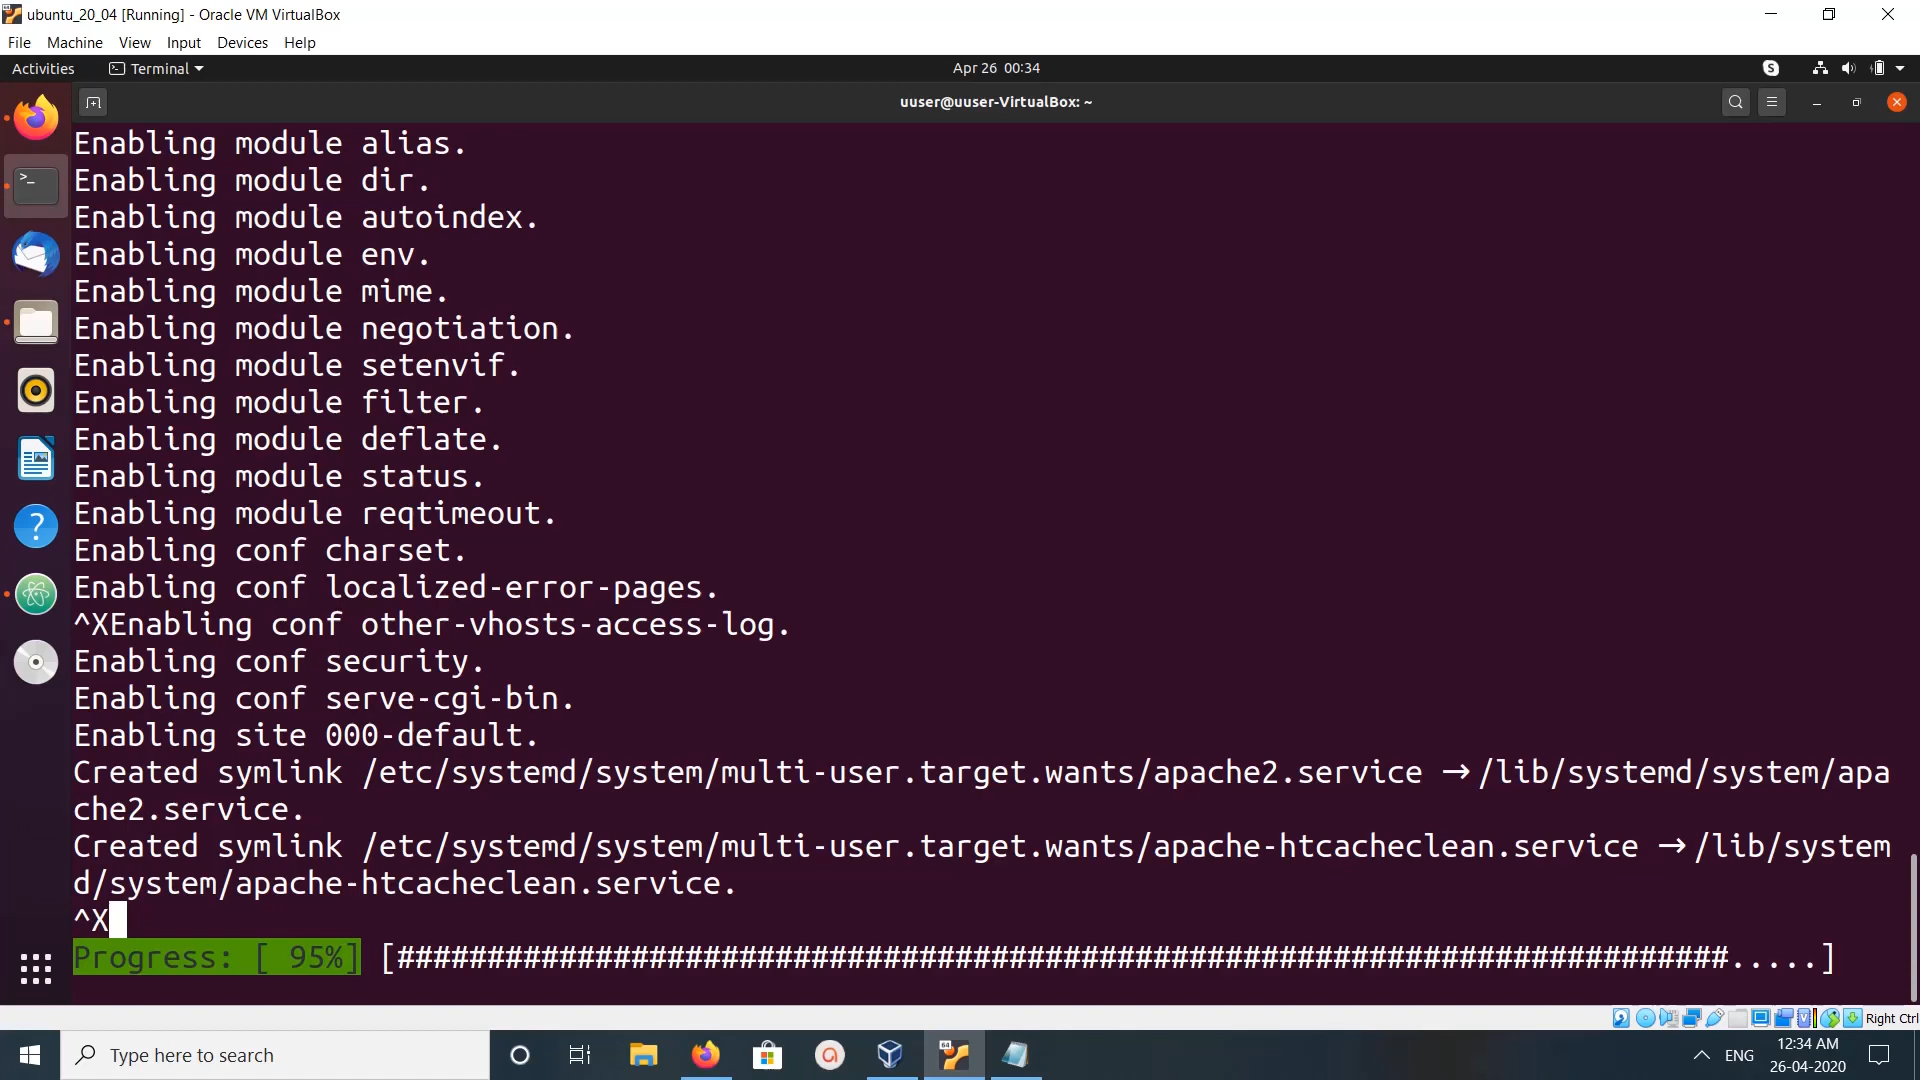 ubuntu_20_04 [Running] - Oracle VM VirtualBox
File Machine View Input Devices Help
Activities Terminal Apr 26 00:34
uuser@uuser-VirtualBox: ~
Enabling module alias.
Enabling module dir.
Enabling module autoindex.
Enabling module env.
Enabling module mime.
Enabling module negotiation.
Enabling module setenvif.
Enabling module filter.
Enabling module deflate.
Enabling module status.
Enabling module reqtimeout.
Enabling conf charset.
Enabling conf localized-error-pages.
^XEnabling conf other-vhosts-access-log.
Enabling conf security.
Enabling conf serve-cgi-bin.
Enabling site 000-default.
Created symlink /etc/systemd/system/multi-user.target.wants/apache2.service → /lib/systemd/system/apa
che2.service.
Created symlink /etc/systemd/system/multi-user.target.wants/apache-htcacheclean.service → /lib/system
d/system/apache-htcacheclean.service.
^X
Progress: [ 95%] [##########################################################################.....]
Right Ctrl
Type here to search
ENG
12:34 AM
26-04-2020